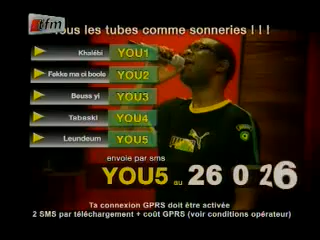 tfm
ous les tubes comme sonneries ! ! !
Khalébi YOU1
Fekke ma ci boole YOU2
Beuss yi YOU3
Tabaski YOU4
Leundeum YOU5
envoie par sms
YOU5 au 26 0 26
Ta connexion GPRS doit être activée
2 SMS par téléchargement + coût GPRS (voir conditions opérateur)